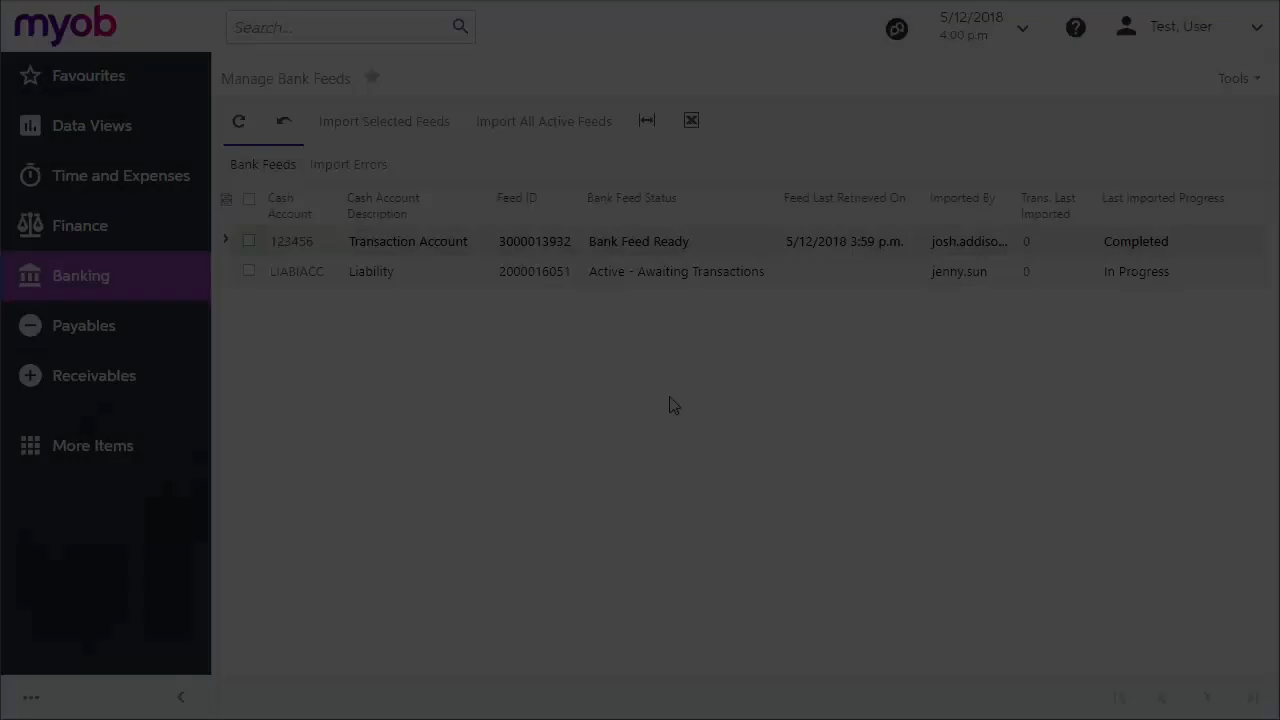 myob
Search...
5/12/2018
4:00 p.m
Test, User
Favourites
Data Views
Time and Expenses
Finance
Banking
Payables
Receivables
More Items
Manage Bank Feeds
Tools
Import Selected Feeds Import All Active Feeds
Bank Feeds Import Errors
Cash Account Cash Account Description Feed ID Bank Feed Status Feed Last Retrieved On Imported By Trans. Last Imported Last Imported Progress
123456 Transaction Account 3000013932 Bank Feed Ready 5/12/2018 3:59 p.m. josh.addiso... 0 Completed
LIABIACC Liability 2000016051 Active - Awaiting Transactions jenny.sun 0 In Progress